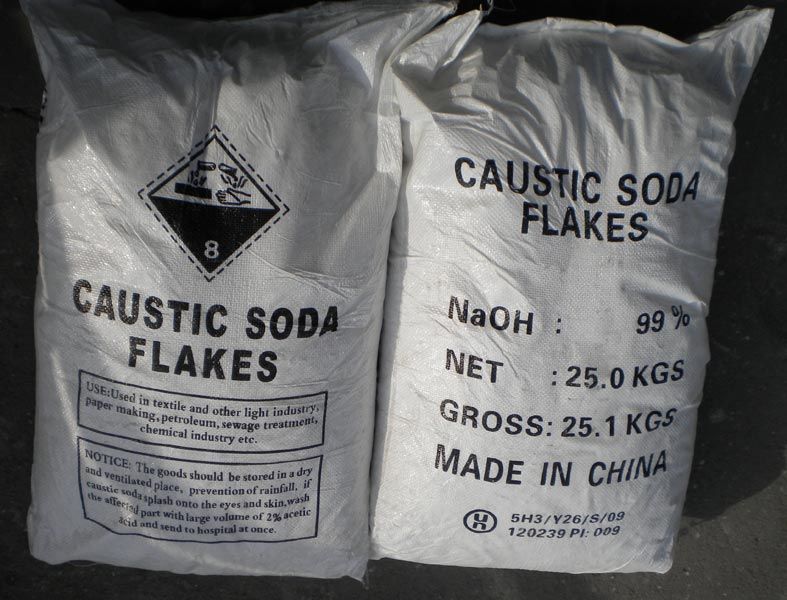 8
CAUSTIC SODA
FLAKES
USE:Used in textile and other light industry,
paper making, petroleum, sewage treatment,
chemical industry etc.
NOTICE: The goods should be stored in a dry
and ventilated place, prevention of rainfall, if
caustic soda splash onto the eyes and skin, wash
the affected part with large volume of 2% acetic
acid and send to hospital at once.
CAUSTIC SODA
FLAKES
NaOH : 99%
NET : 25.0 KGS
GROSS: 25.1 KGS
MADE IN CHINA
5H3/Y26/S/09
120239 PI: 009